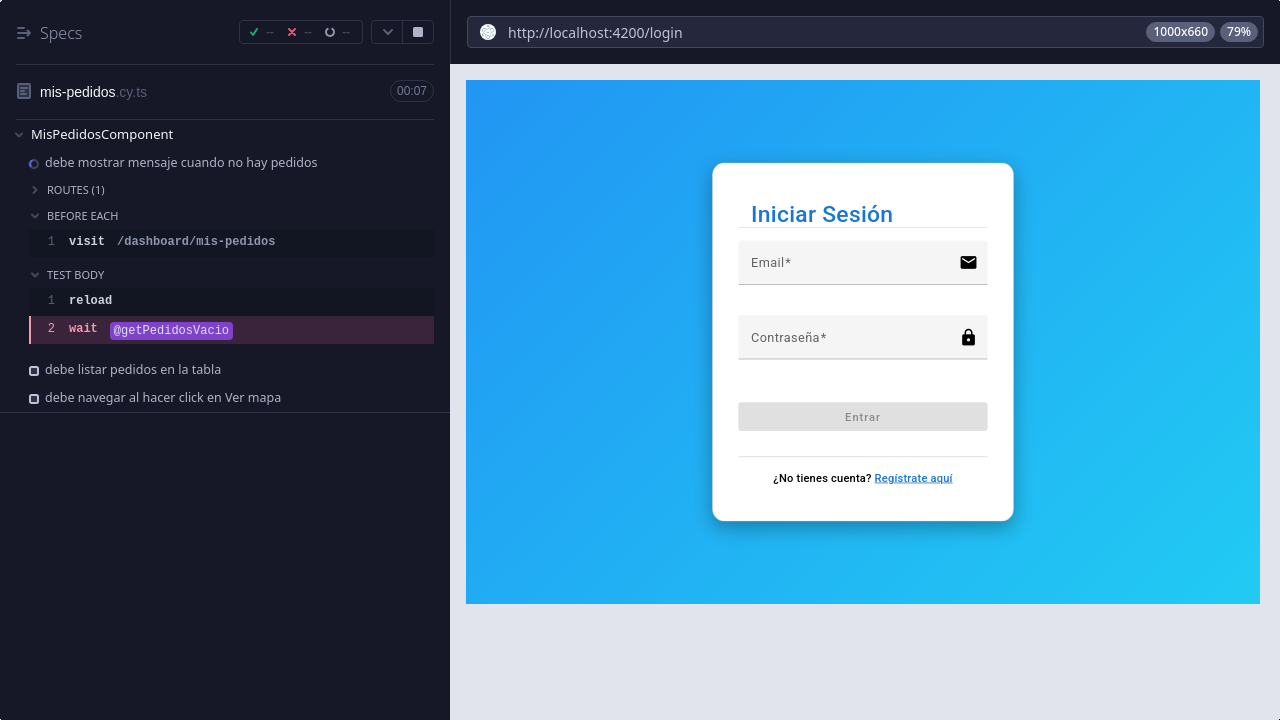 Specs
-- -- --
mis-pedidos.cy.ts
00:07
MisPedidosComponent
debe mostrar mensaje cuando no hay pedidos
ROUTES (1)
BEFORE EACH
1 visit /dashboard/mis-pedidos
TEST BODY
1 reload
2 wait @getPedidosVacio
debe listar pedidos en la tabla
debe navegar al hacer click en Ver mapa
http://localhost:4200/login
1000x660
79%
Iniciar Sesión
Email*
Contraseña*
Entrar
¿No tienes cuenta? Regístrate aquí